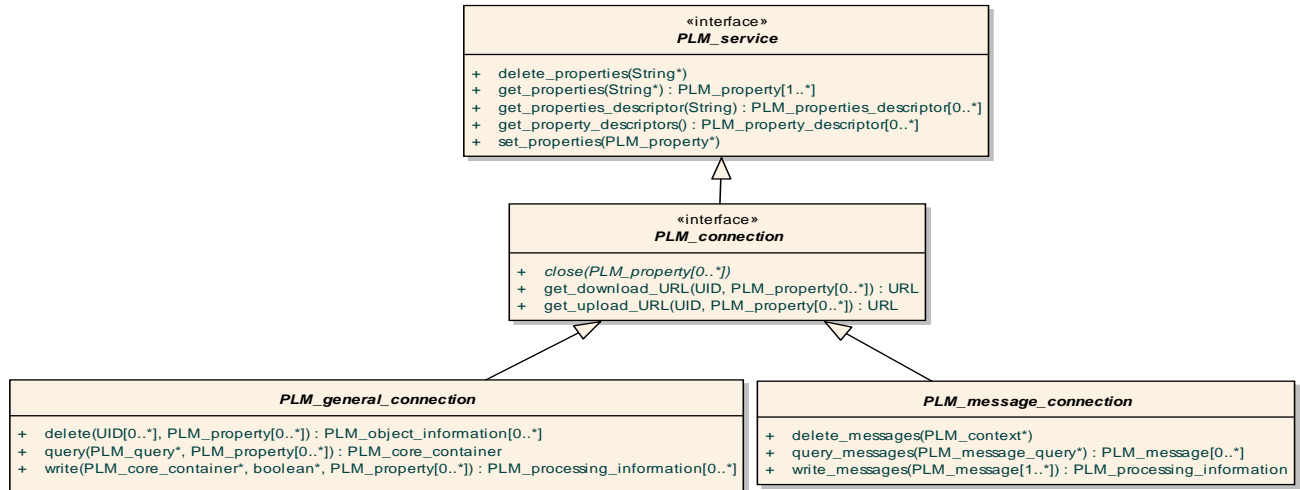 «interface»
PLM_service
+ delete_properties(String*)
+ get_properties(String*) : PLM_property[1..*]
+ get_properties_descriptor(String) : PLM_properties_descriptor[0..*]
+ get_property_descriptors() : PLM_property_descriptor[0..*]
+ set_properties(PLM_property*)
«interface»
PLM_connection
+ close(PLM_property[0..*])
+ get_download_URL(UID, PLM_property[0..*]) : URL
+ get_upload_URL(UID, PLM_property[0..*]) : URL
PLM_general_connection
+ delete(UID[0..*], PLM_property[0..*]) : PLM_object_information[0..*]
+ query(PLM_query*, PLM_property[0..*]) : PLM_core_container
+ write(PLM_core_container*, boolean*, PLM_property[0..*]) : PLM_processing_information[0..*]
PLM_message_connection
+ delete_messages(PLM_context*)
+ query_messages(PLM_message_query*) : PLM_message[0..*]
+ write_messages(PLM_message[1..*]) : PLM_processing_information